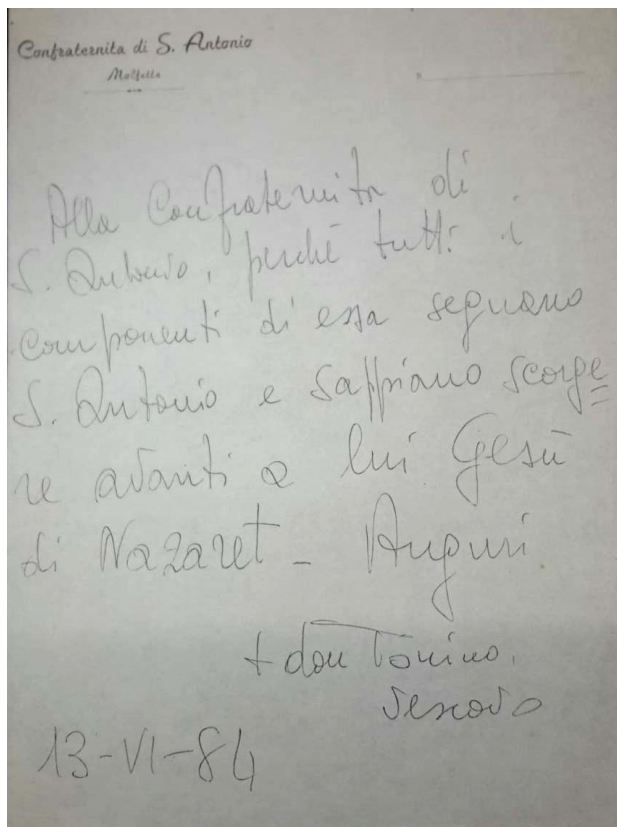 Confraternita di S. Antonio
Molfetta
Alla Confraternita di
S. Antonio, perchè tutti i
componenti di essa seguano
S. Antonio e sappiano scorge=
re avanti a lui Gesù
di Nazaret - Auguri
+ don Tonino,
Vescovo
13-VI-84